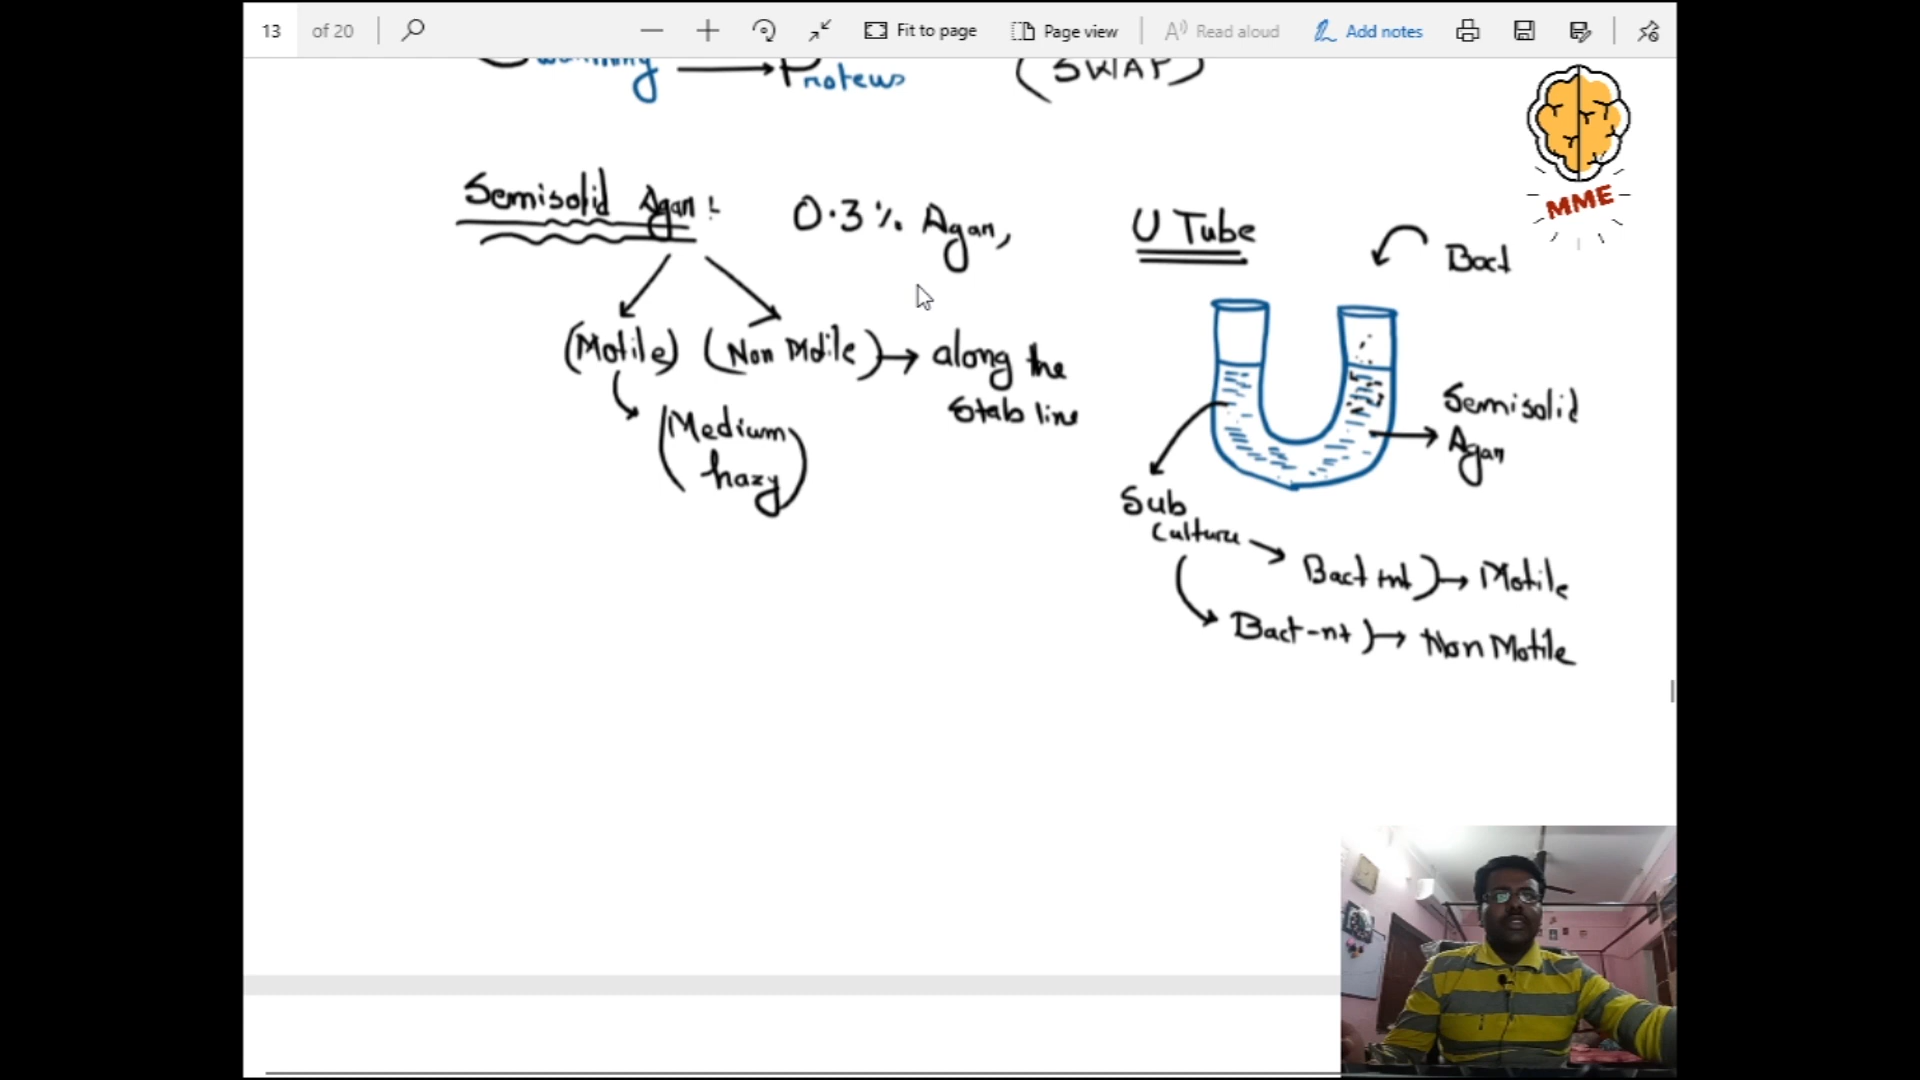 13 of 20 Fit to page Page view Read aloud Add notes
Proteus (SWAP)
MME
Semisolid Agar: 0.3% Agar,
(Motile) (Non Motile) → along the
stab line
(Medium
hazy)
U Tube
Bact
Semisolid
Agar
Sub
culture
Bact +nt) → Motile
Bact -nt) → Non Motile